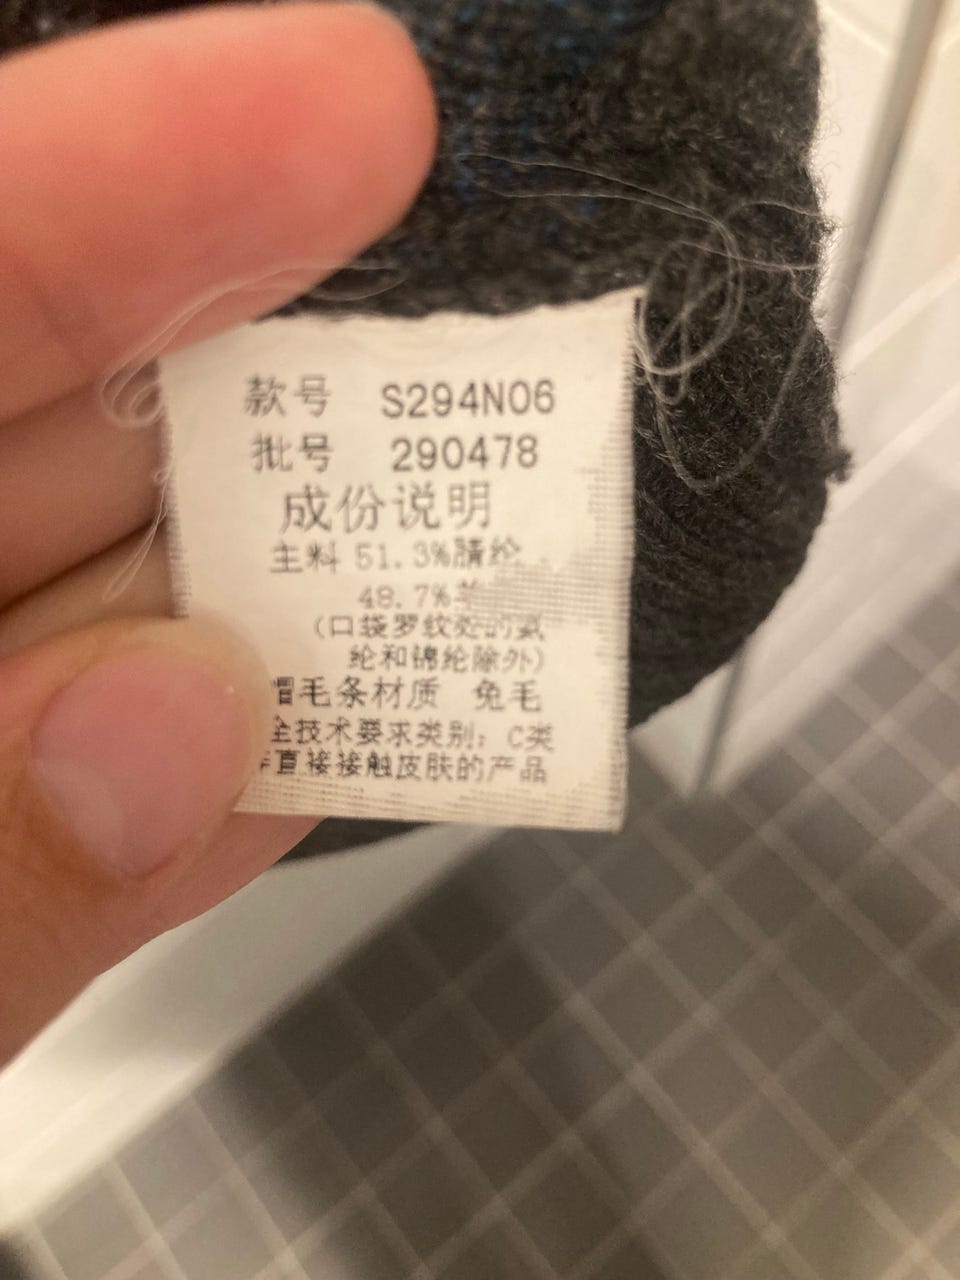 款号 S294N06
批号 290478
成份说明
主料 51.3%腈纶
48.7%
(口袋罗纹处的氨
纶和锦纶除外)
帽毛条材质 兔毛
全技术要求类别: C类
直接接触皮肤的产品